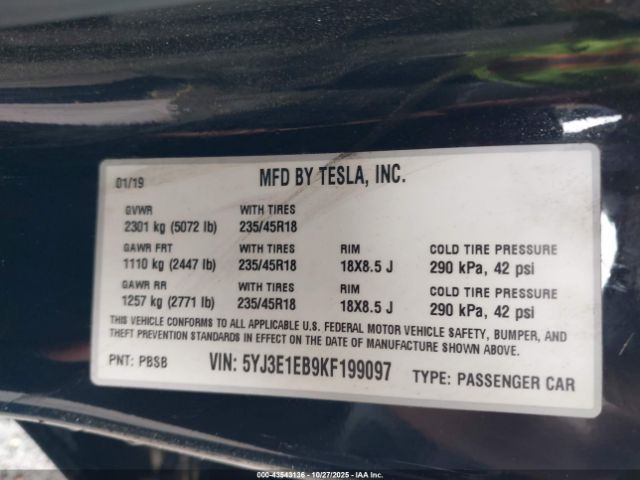 01/19 MFD BY TESLA, INC.
GVWR WITH TIRES
2301 kg (5072 lb) 235/45R18
GAWR FRT WITH TIRES RIM COLD TIRE PRESSURE
1110 kg (2447 lb) 235/45R18 18X8.5 J 290 kPa, 42 psi
GAWR RR WITH TIRES RIM COLD TIRE PRESSURE
1257 kg (2771 lb) 235/45R18 18X8.5 J 290 kPa, 42 psi
THIS VEHICLE CONFORMS TO ALL APPLICABLE U.S. FEDERAL MOTOR VEHICLE SAFETY, BUMPER, AND
THEFT PREVENTION STANDARDS IN EFFECT ON THE DATE OF MANUFACTURE SHOWN ABOVE.
PNT: PBSB VIN: 5YJ3E1EB9KF199097 TYPE: PASSENGER CAR
000-43543136 - 10/27/2025 - IAAHC